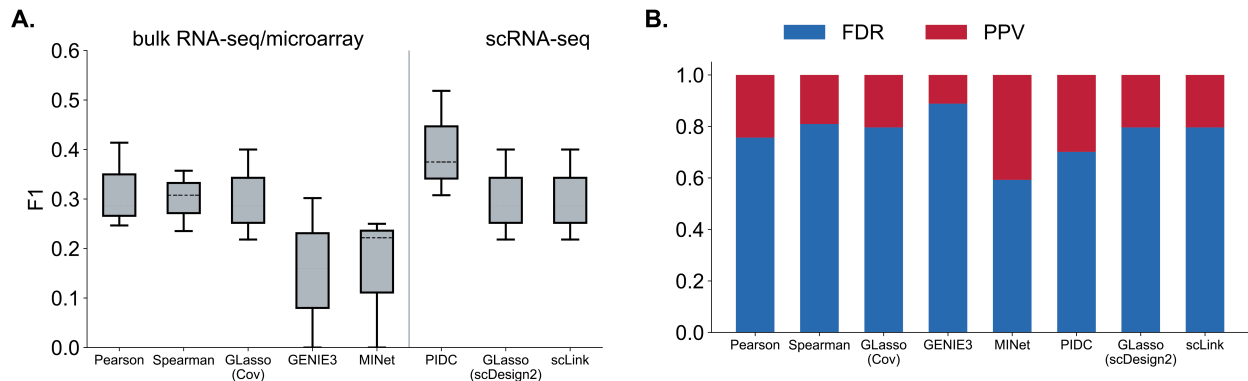 A.
bulk RNA-seq/microarray
scRNA-seq
F1
0.6
0.5
0.4
0.3
0.2
0.1
0.0
Pearson
Spearman
GLasso
(Cov)
GENIE3
MINet
PIDC
GLasso
(scDesign2)
scLink
B.
FDR
PPV
1.0
0.8
0.6
0.4
0.2
0.0
Pearson
Spearman
GLasso
(Cov)
GENIE3
MINet
PIDC
GLasso
(scDesign2)
scLink